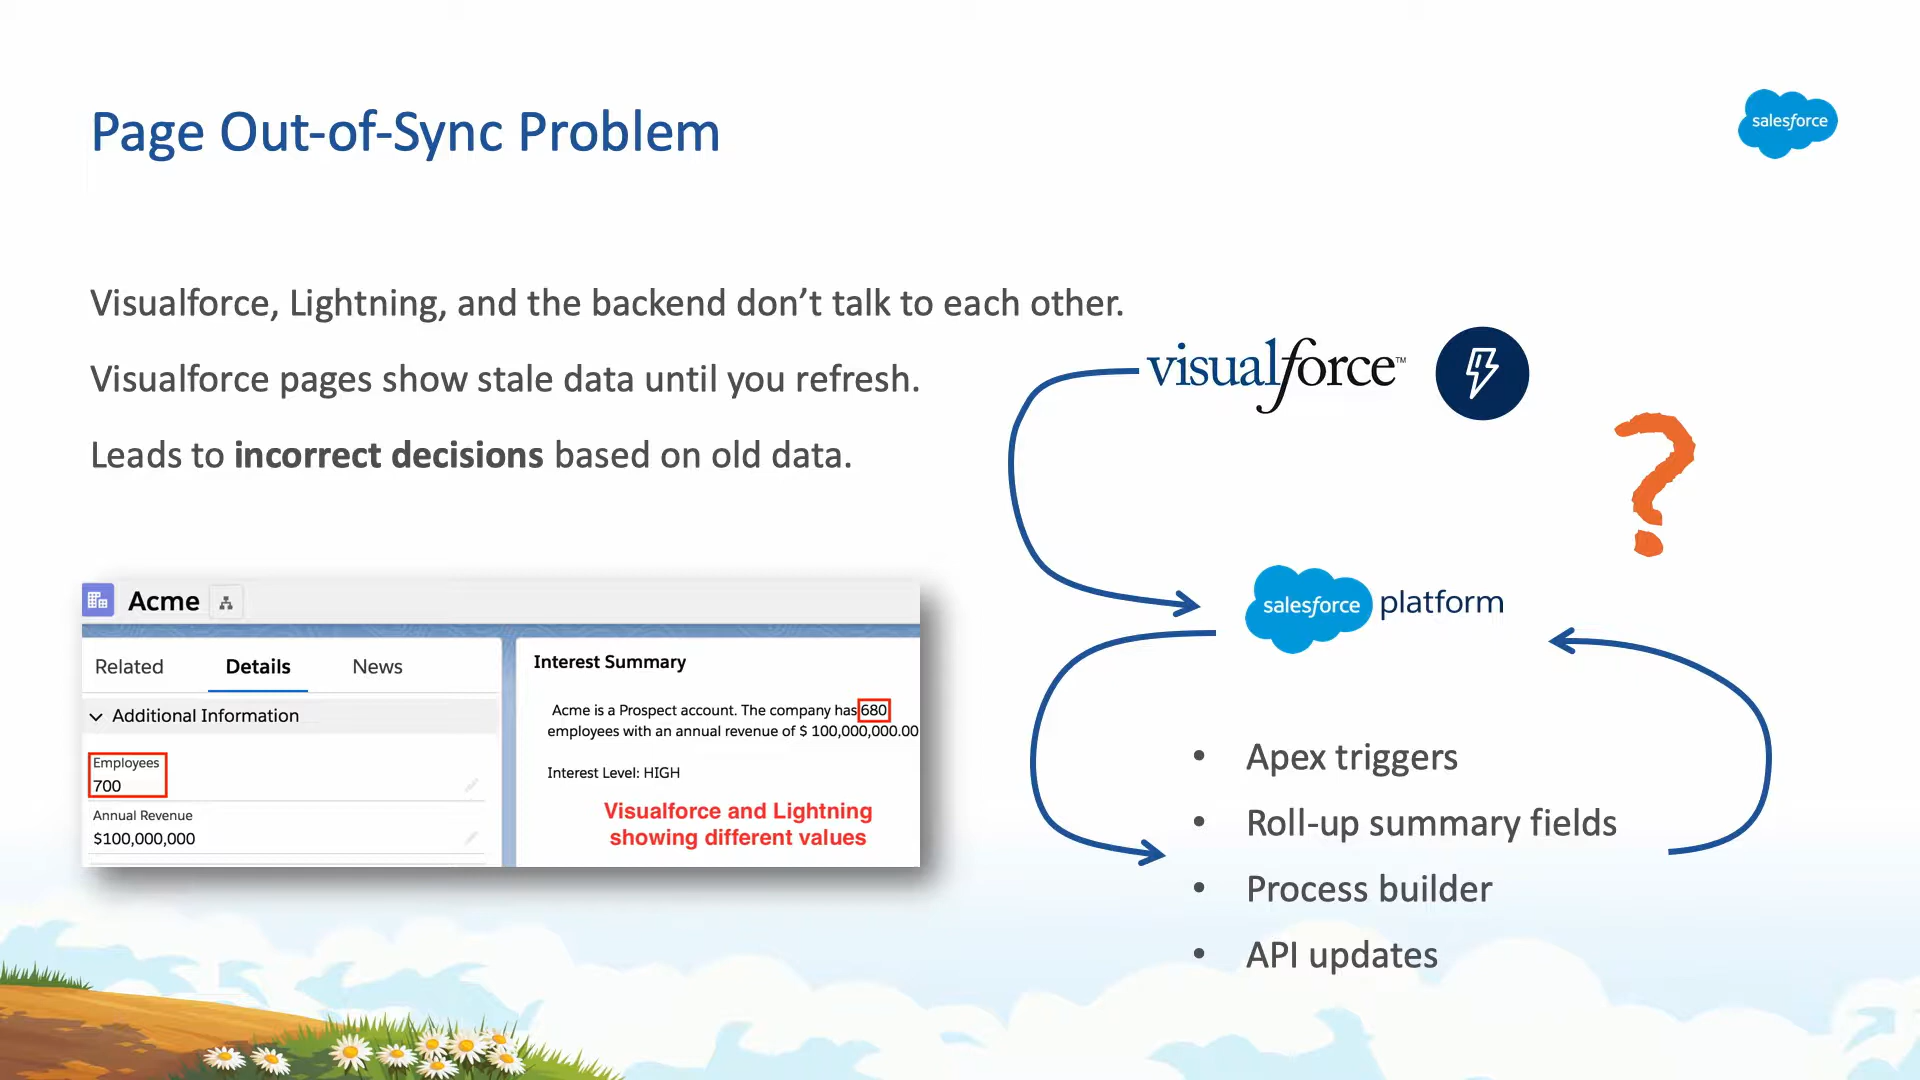 Page Out-of-Sync Problem
salesforce
Visualforce, Lightning, and the backend don’t talk to each other.
Visualforce pages show stale data until you refresh.
Leads to incorrect decisions based on old data.
visualforce™
salesforce platform
Acme
Related Details News
Additional Information
Employees
700
Annual Revenue
$100,000,000
Interest Summary
Acme is a Prospect account. The company has 680
employees with an annual revenue of $ 100,000,000.00
Interest Level: HIGH
Visualforce and Lightning
showing different values
?
• Apex triggers
• Roll-up summary fields
• Process builder
• API updates